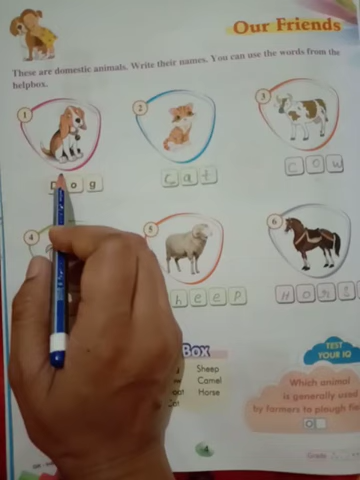 Our Friends
These are domestic animals. Write their names. You can use the words from the
helpbox.
1
2
3
D o g
C a t
C o u
4
5
6
h e e p
H o r s
Box
Sheep
Camel
Horse
TEST
YOUR IQ
Which animal
is generally used
by farmers to plough
O
4
Grade